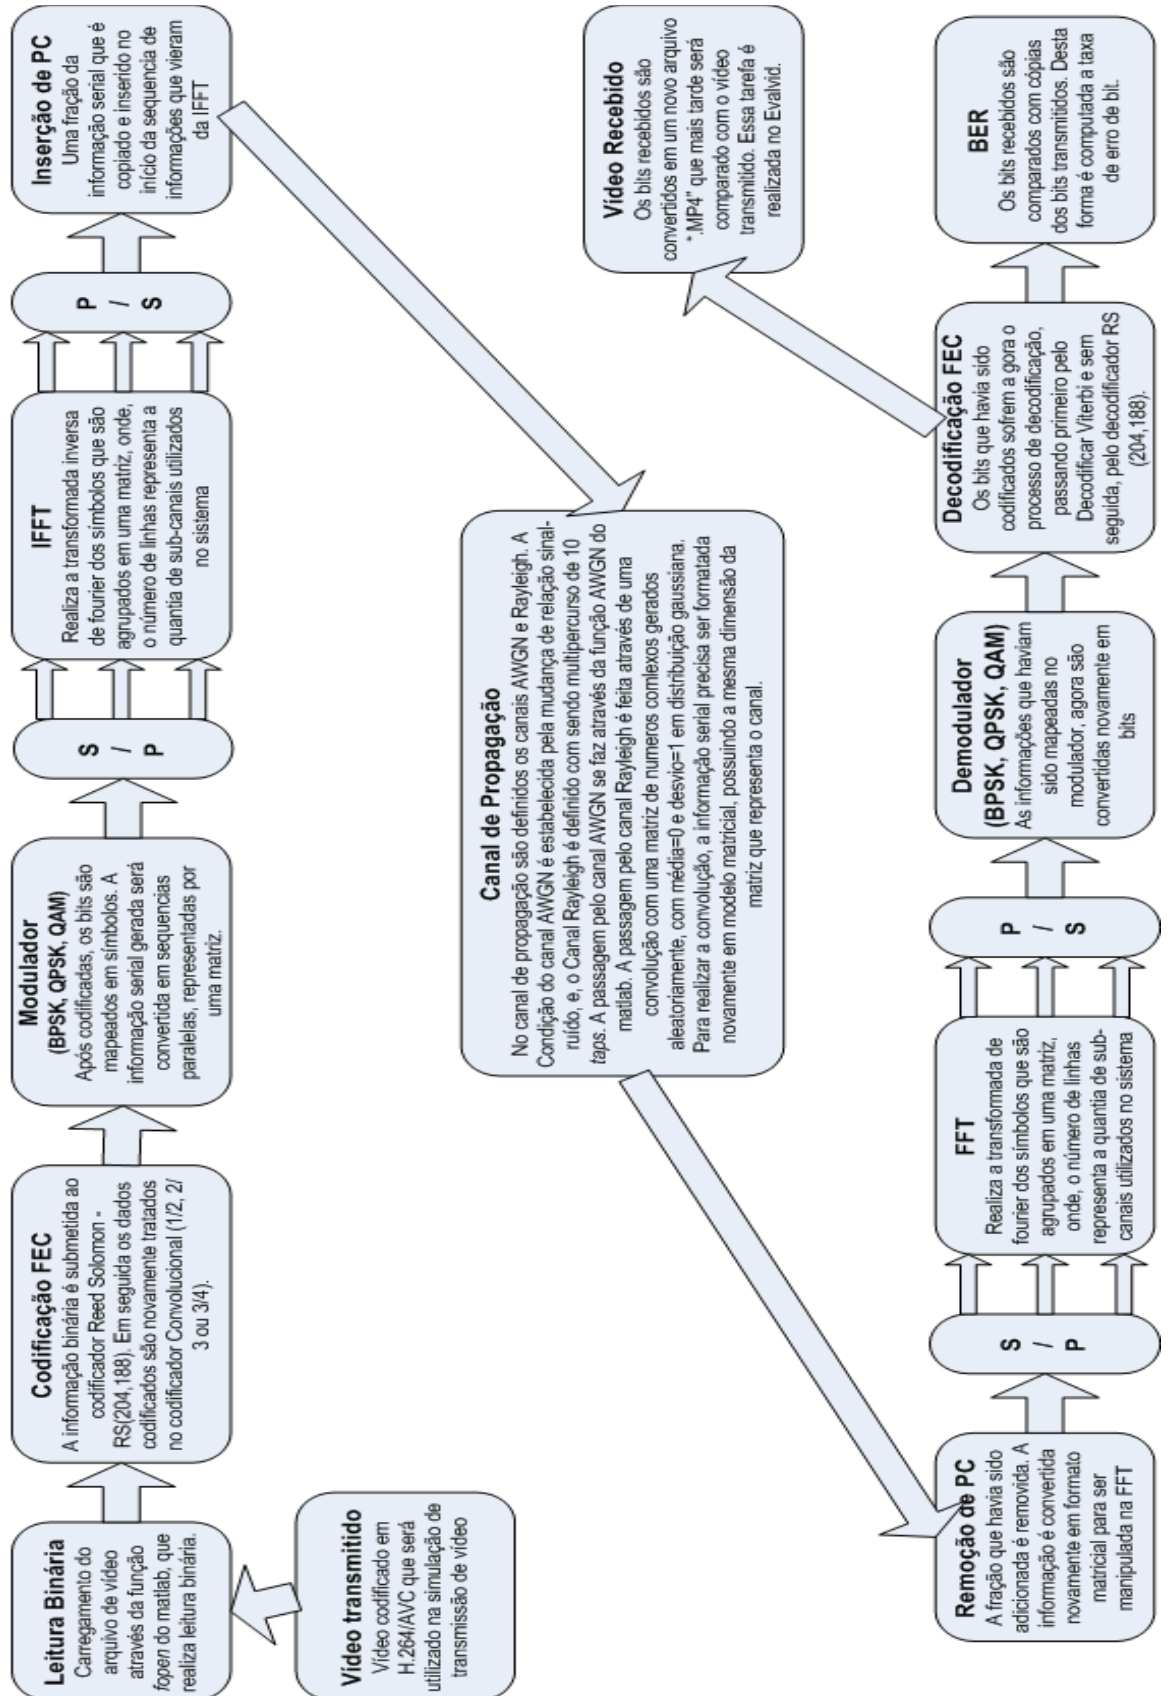 Vídeo transmitido
Vídeo codificado em
H.264/AVC que será
utilizado na simulação de
transmissão de vídeo
Leitura Binária
Carregamento do
arquivo de vídeo
através da função
fopen do matlab, que
realiza leitura binária.
Codificação FEC
A informação binária é submetida ao
codificador Reed Solomon -
RS(204,188). Em seguida os dados
codificados são novamente tratados
no codificador Convolucional (1/2, 2/
3 ou 3/4).
Modulador
(BPSK, QPSK, QAM)
Após codificadas, os bits são
mapeados em símbolos. A
informação serial gerada será
convertida em sequencias
paralelas, representadas por
uma matriz.
S
/
P
IFFT
Realiza a transformada inversa
de fourier dos símbolos que são
agrupados em uma matriz, onde,
o número de linhas representa a
quantia de sub-canais utilizados
no sistema
P
/
S
Inserção de PC
Uma fração da
informação serial que é
copiado e inserido no
início da sequencia de
informações que vieram
da IFFT
Canal de Propagação
No canal de propagação são definidos os canais AWGN e Rayleigh. A
Condição do canal AWGN é estabelecida pela mudança de relação sinal-
ruído, e, o Canal Rayleigh é definido com sendo multipercurso de 10
taps. A passagem pelo canal AWGN se faz através da função AWGN do
matlab. A passagem pelo canal Rayleigh é feita através de uma
convolução com uma matriz de números comlexos gerados
aleatoriamente, com média=0 e desvio=1 em distribuição gaussiana.
Para realizar a convolução, a informação serial precisa ser formatada
novamente em modelo matricial, possuindo a mesma dimensão da
matriz que representa o canal.
Remoção de PC
A fração que havia sido
adicionada é removida. A
informação é convertida
novamente em formato
matricial para ser
manipulada na FFT
S
/
P
FFT
Realiza a transformada de
fourier dos símbolos que são
agrupados em uma matriz,
onde, o número de linhas
representa a quantia de sub-
canais utilizados no sistema
P
/
S
Demodulador
(BPSK, QPSK, QAM)
As informações que haviam
sido mapeadas no
modulador, agora são
convertidas novamente em
bits
Decodificação FEC
Os bits que havia sido
codificados sofrem a gora o
processo de decodificação,
passando primeiro pelo
Decodificar Viterbi e sem
seguida, pelo decodificador RS
(204,188).
Vídeo Recebido
Os bits recebidos são
convertidos em um novo arquivo
“.MP4” que mais tarde será
comparado com o vídeo
transmitido. Essa tarefa é
realizada no Evalvid.
BER
Os bits recebidos são
comparados com cópias
dos bits transmitidos. Desta
forma é computada a taxa
de erro de bit.